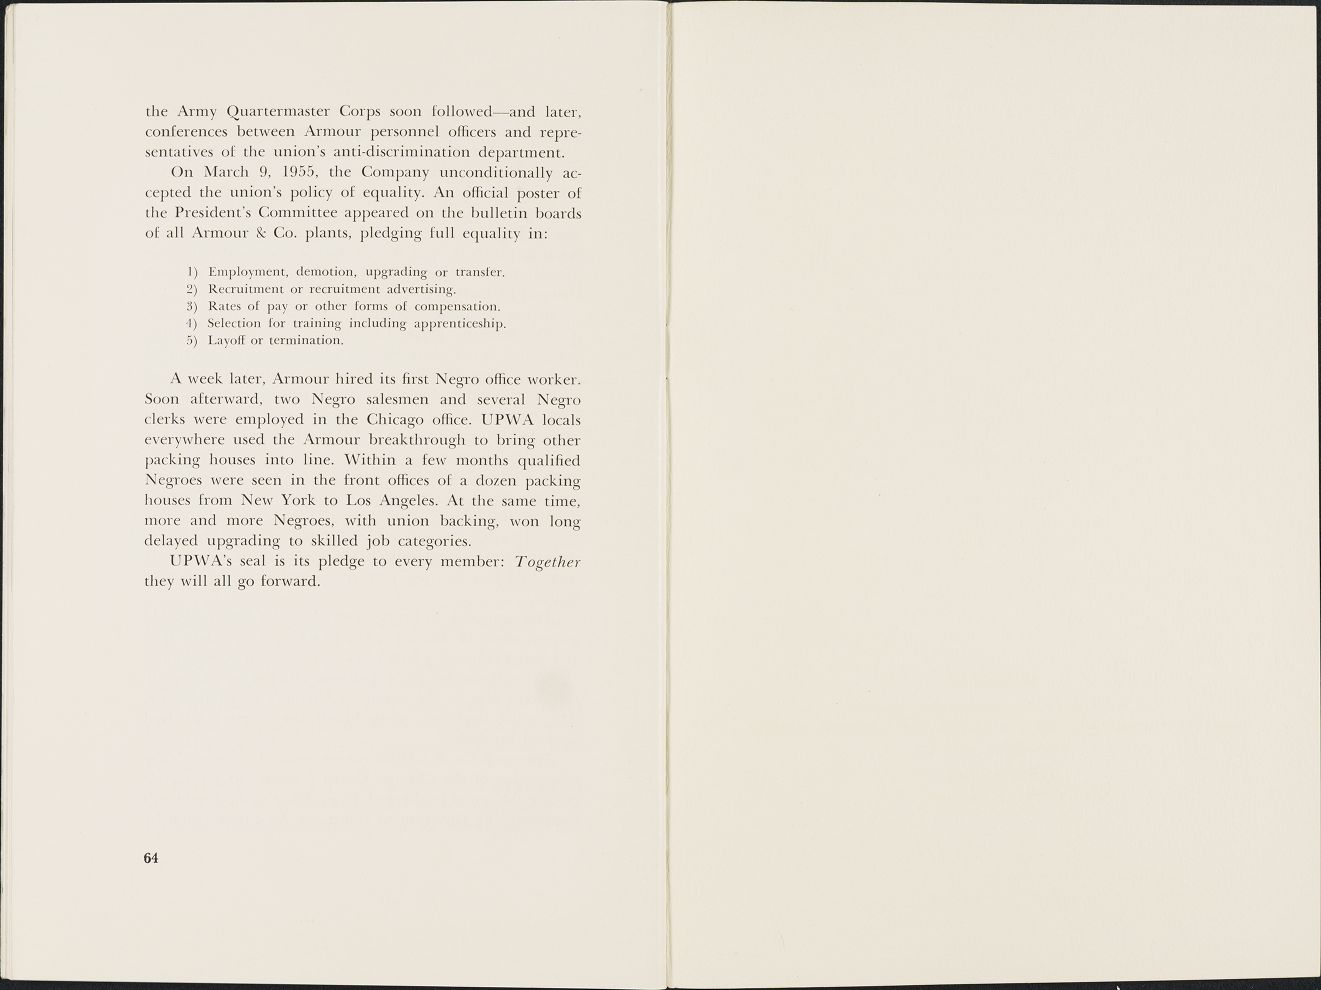 the Army Quartermaster Corps soon followed—and later,
conferences between Armour personnel officers and repre-
sentatives of the union's anti-discrimination department.
On March 9, 1955, the Company unconditionally ac-
cepted the union's policy of equality. An official poster of
the President's Committee appeared on the bulletin boards
of all Armour & Co. plants, pledging full equality in:
1) Employment, demotion, upgrading or transfer.
2) Recruitment or recruitment advertising.
3) Rates of pay or other forms of compensation.
4) Selection for training including apprenticeship.
5) Layoff or termination.
A week later, Armour hired its first Negro office worker.
Soon afterward, two Negro salesmen and several Negro
clerks were employed in the Chicago office. UPWA locals
everywhere used the Armour breakthrough to bring other
packing houses into line. Within a few months qualified
Negroes were seen in the front offices of a dozen packing
houses from New York to Los Angeles. At the same time,
more and more Negroes, with union backing, won long
delayed upgrading to skilled job categories.
UPWA's seal is its pledge to every member: Together
they will all go forward.
64